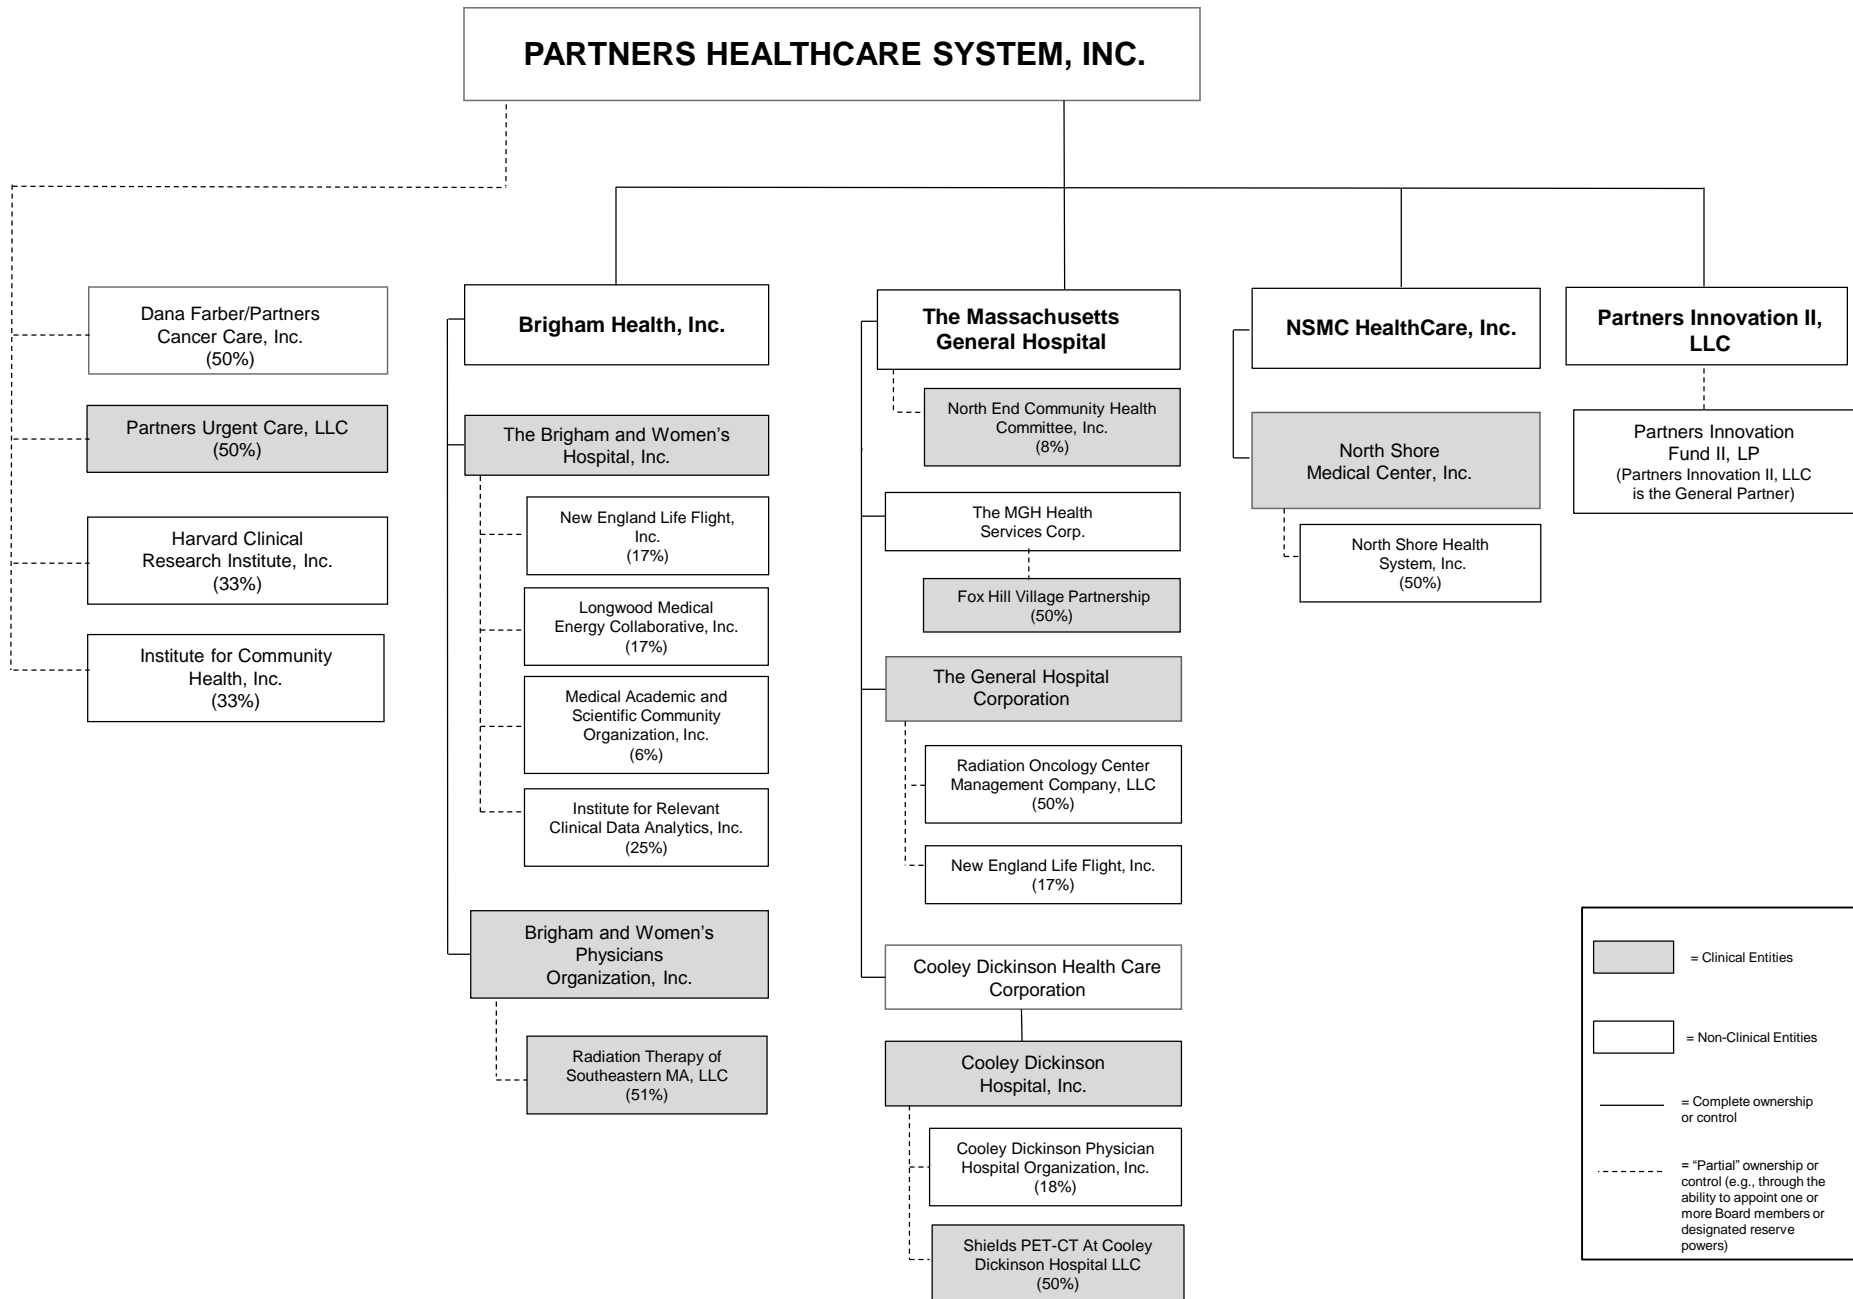 PARTNERS HEALTHCARE SYSTEM, INC.
Dana Farber/Partners
Cancer Care, Inc.
(50%)
Partners Urgent Care, LLC
(50%)
Harvard Clinical
Research Institute, Inc.
(33%)
Institute for Community
Health, Inc.
(33%)
Brigham Health, Inc.
The Brigham and Women’s
Hospital, Inc.
New England Life Flight,
Inc.
(17%)
Longwood Medical
Energy Collaborative, Inc.
(17%)
Medical Academic and
Scientific Community
Organization, Inc.
(6%)
Institute for Relevant
Clinical Data Analytics, Inc.
(25%)
Brigham and Women’s
Physicians
Organization, Inc.
Radiation Therapy of
Southeastern MA, LLC
(51%)
The Massachusetts
General Hospital
North End Community Health
Committee, Inc.
(8%)
The MGH Health
Services Corp.
Fox Hill Village Partnership
(50%)
The General Hospital
Corporation
Radiation Oncology Center
Management Company, LLC
(50%)
New England Life Flight, Inc.
(17%)
Cooley Dickinson Health Care
Corporation
Cooley Dickinson
Hospital, Inc.
Cooley Dickinson Physician
Hospital Organization, Inc.
(18%)
Shields PET-CT At Cooley
Dickinson Hospital LLC
(50%)
NSMC HealthCare, Inc.
North Shore
Medical Center, Inc.
North Shore Health
System, Inc.
(50%)
Partners Innovation II,
LLC
Partners Innovation
Fund II, LP
(Partners Innovation II, LLC
is the General Partner)
= Clinical Entities
= Non-Clinical Entities
= Complete ownership
or control
= “Partial” ownership or
control (e.g., through the
ability to appoint one or
more Board members or
designated reserve
powers)